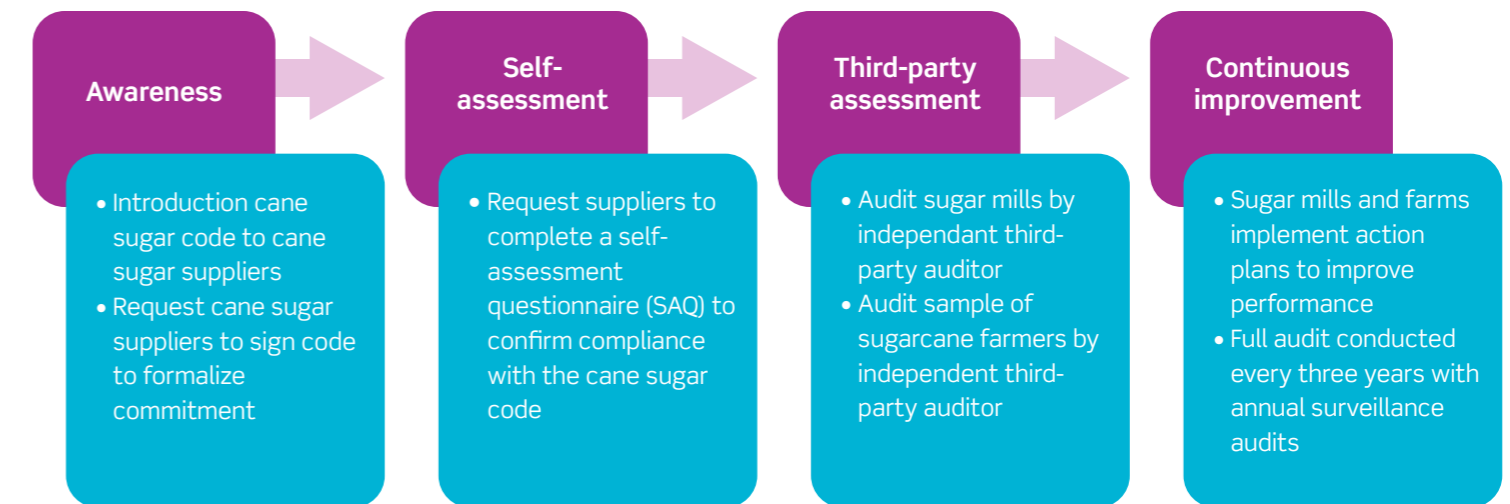 Awareness
• Introduction cane
sugar code to cane
sugar suppliers
• Request cane sugar
suppliers to sign code
to formalize
commitment
Self-
assessment
• Request suppliers to
complete a self-
assessment
questionnaire (SAQ) to
confirm compliance
with the cane sugar
code
Third-party
assessment
• Audit sugar mills by
independant third-
party auditor
• Audit sample of
sugarcane farmers by
independent third-
party auditor
Continuous
improvement
• Sugar mills and farms
implement action
plans to improve
performance
• Full audit conducted
every three years with
annual surveillance
audits